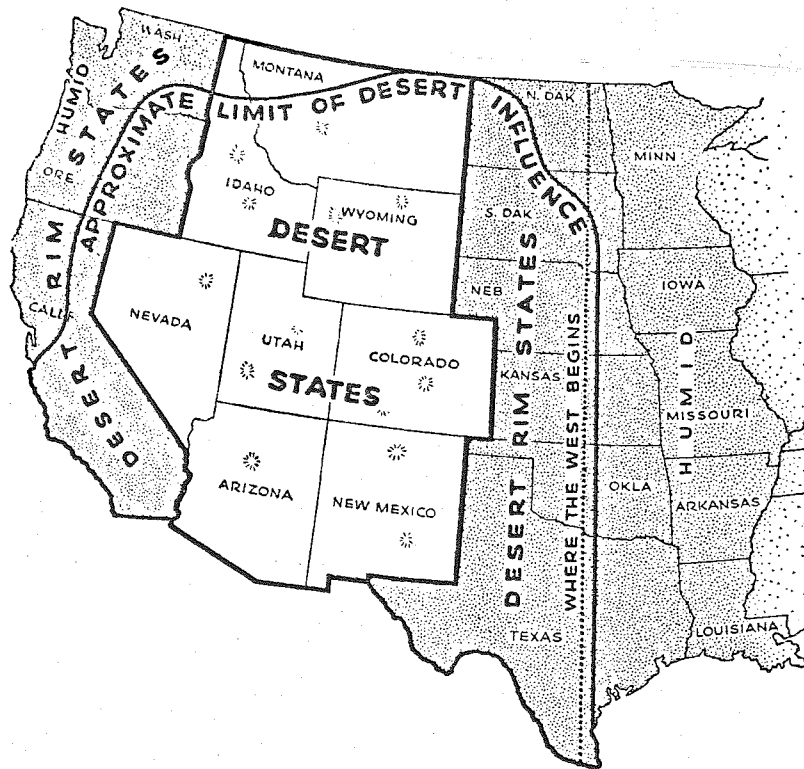 WASH
HUMID
STATES
MONTANA
APPROXIMATE LIMIT OF DESERT INFLUENCE
N. DAK
MINN
ORE
IDAHO
WYOMING
S. DAK
DESERT
RIM
NEB
IOWA
CALIF
NEVADA
UTAH
COLORADO
KANSAS
STATES
MISSOURI
DESERT
HUMID
ARIZONA
NEW MEXICO
OKLA
ARKANSAS
DESERT RIM STATES
WHERE THE WEST BEGINS
TEXAS
LOUISIANA